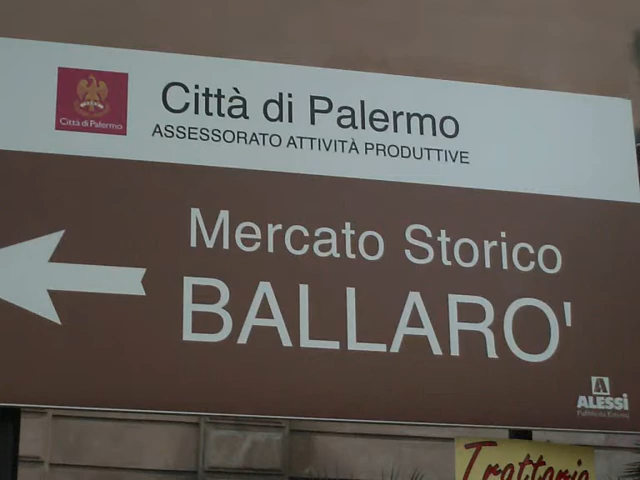 Città di Palermo
Città di Palermo
ASSESSORATO ATTIVITÀ PRODUTTIVE
Mercato Storico
BALLARO'
A
ALESSI
Trattoria